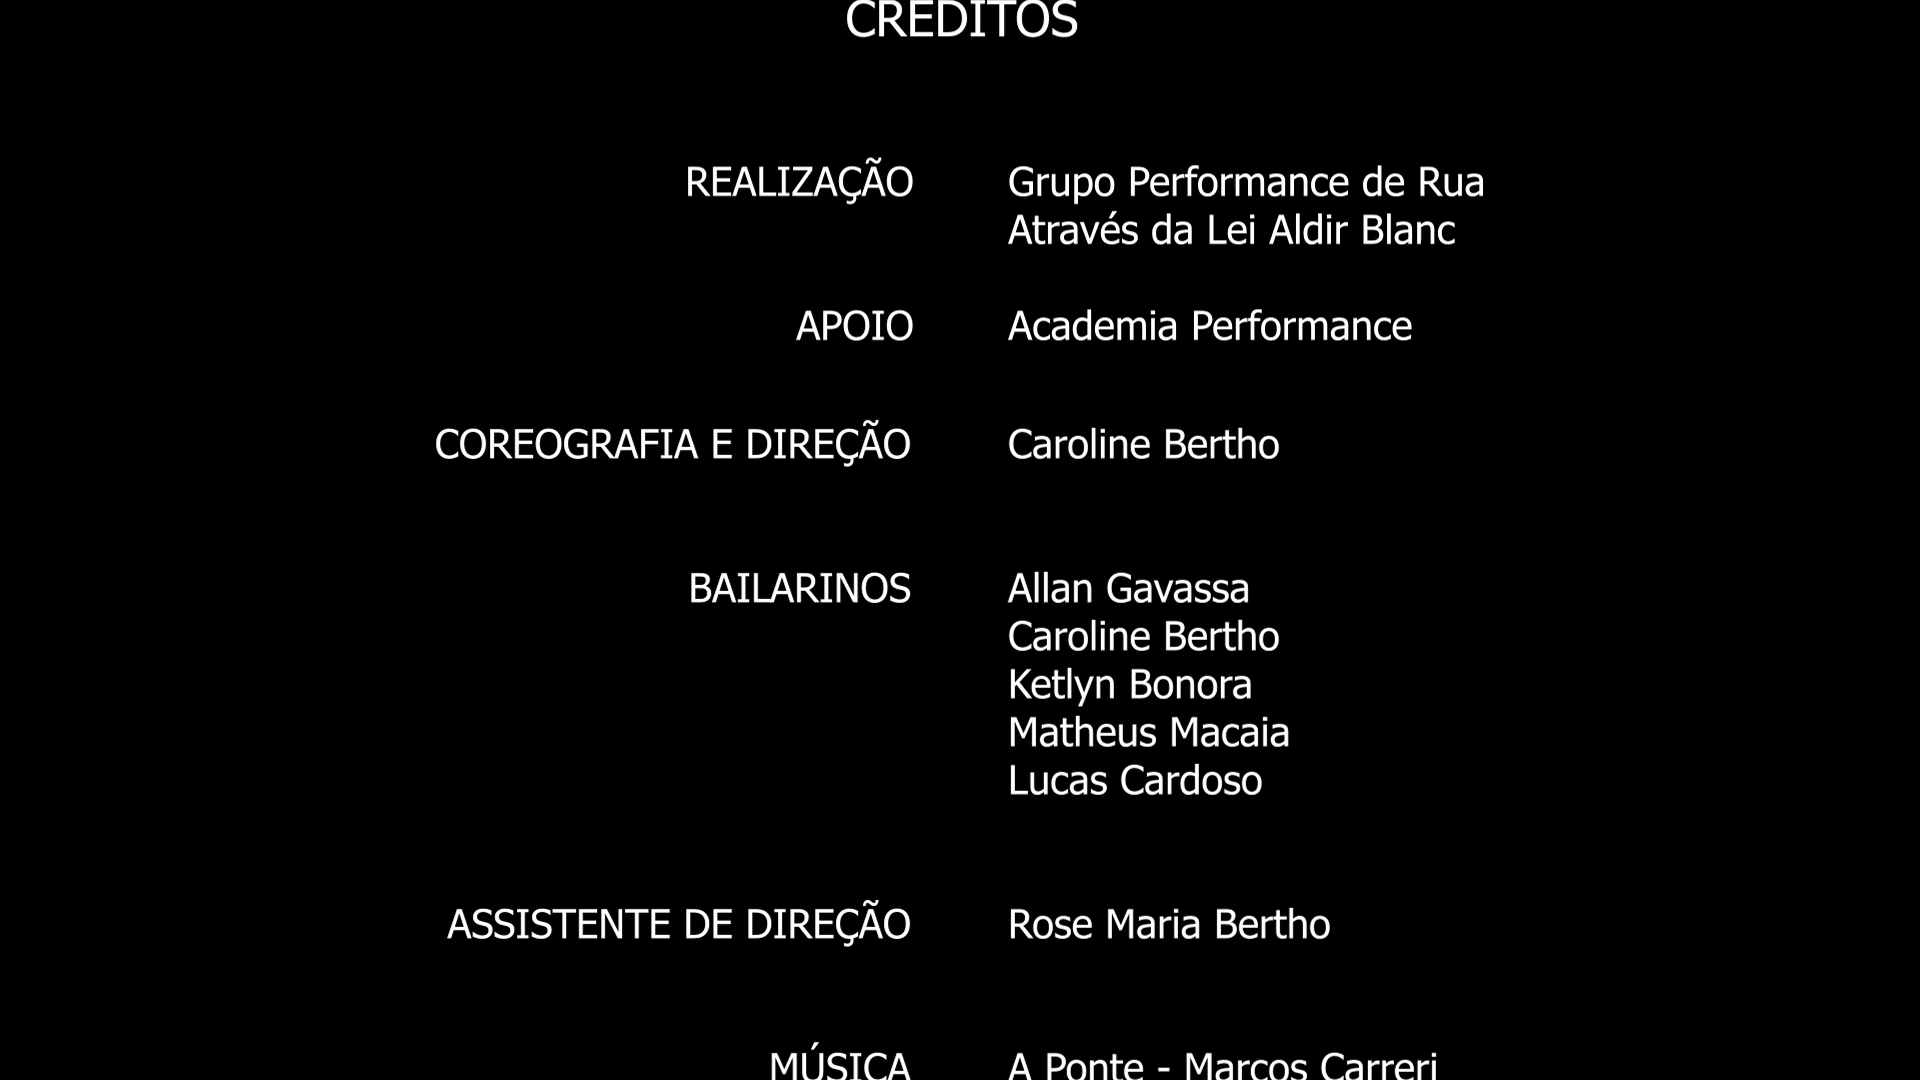 CRÉDITOS
REALIZAÇÃO Grupo Performance de Rua
Através da Lei Aldir Blanc
APOIO Academia Performance
COREOGRAFIA E DIREÇÃO Caroline Bertho
BAILARINOS Allan Gavassa
Caroline Bertho
Ketlyn Bonora
Matheus Macaia
Lucas Cardoso
ASSISTENTE DE DIREÇÃO Rose Maria Bertho
MÚSICA A Ponte - Marcos Carreri